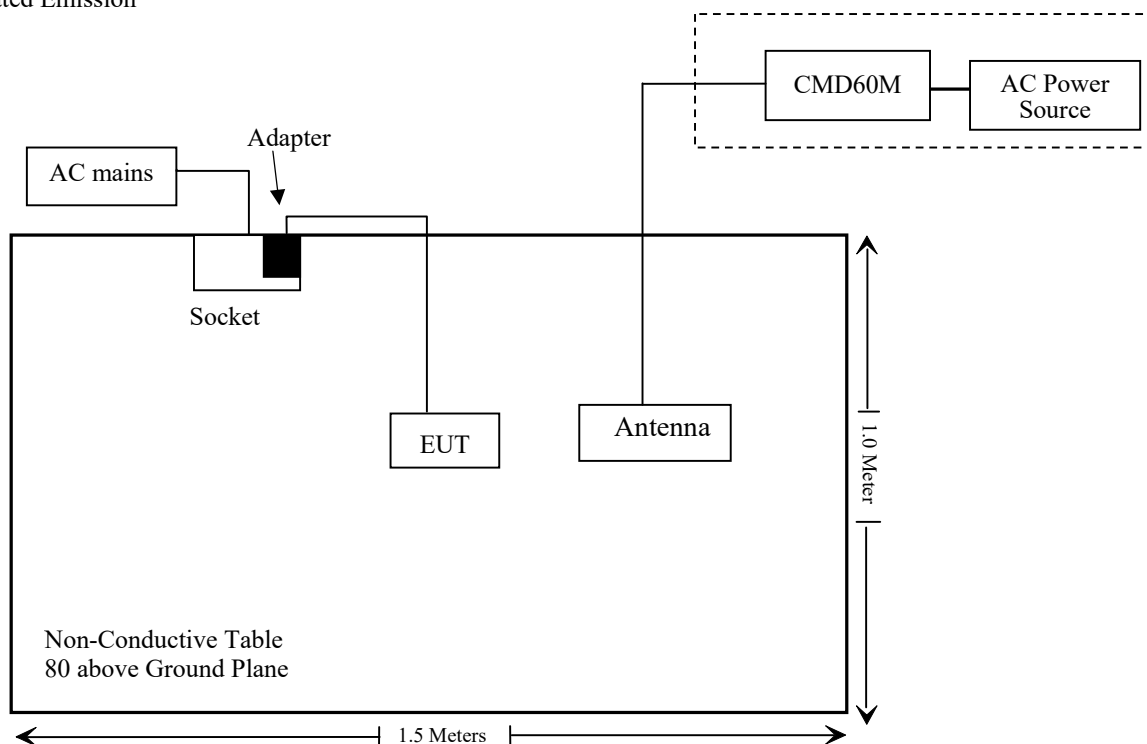 Emission
CMD60M
AC Power
Source
Adapter
AC mains
Socket
Antenna
EUT
1.0 Meter
Non-Conductive Table
80 above Ground Plane
1.5 Meters